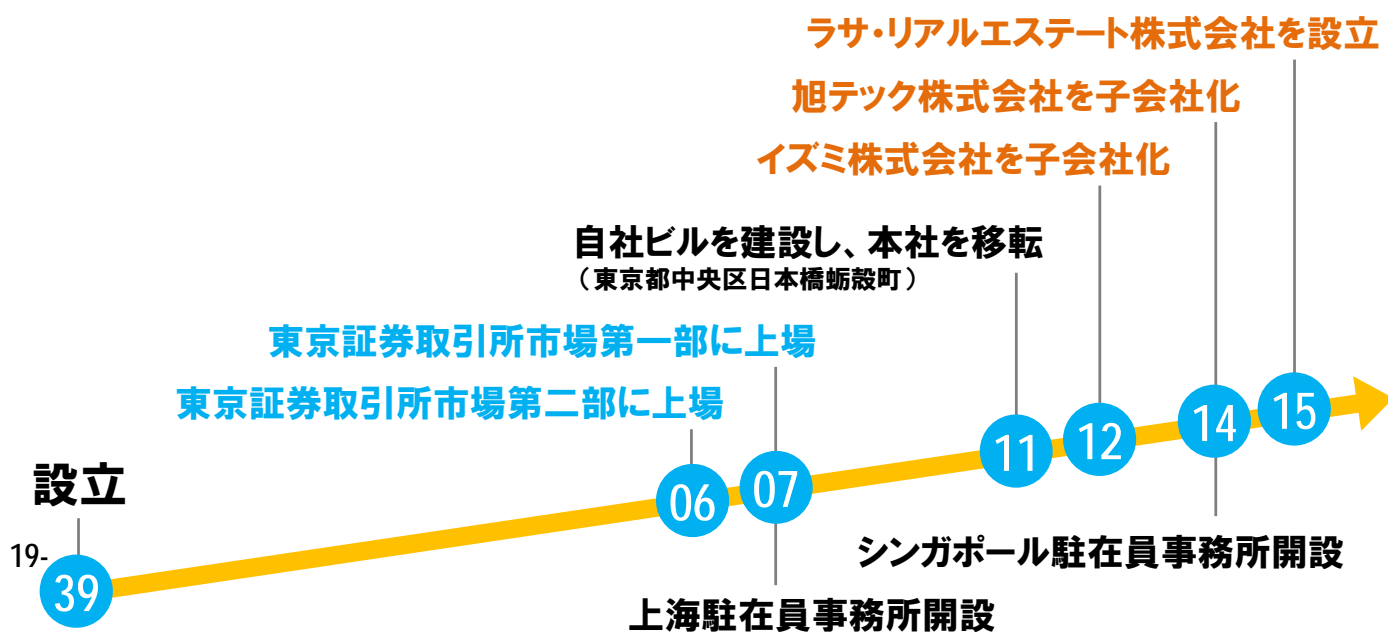 ラサ・リアルエステート株式会社を設立
旭テック株式会社を子会社化
イズミ株式会社を子会社化
自社ビルを建設し、本社を移転
（東京都中央区日本橋蛎殻町）
東京証券取引所市場第一部に上場
東京証券取引所市場第二部に上場
設立
19-
39
06
07
11
12
14
15
シンガポール駐在員事務所開設
上海駐在員事務所開設